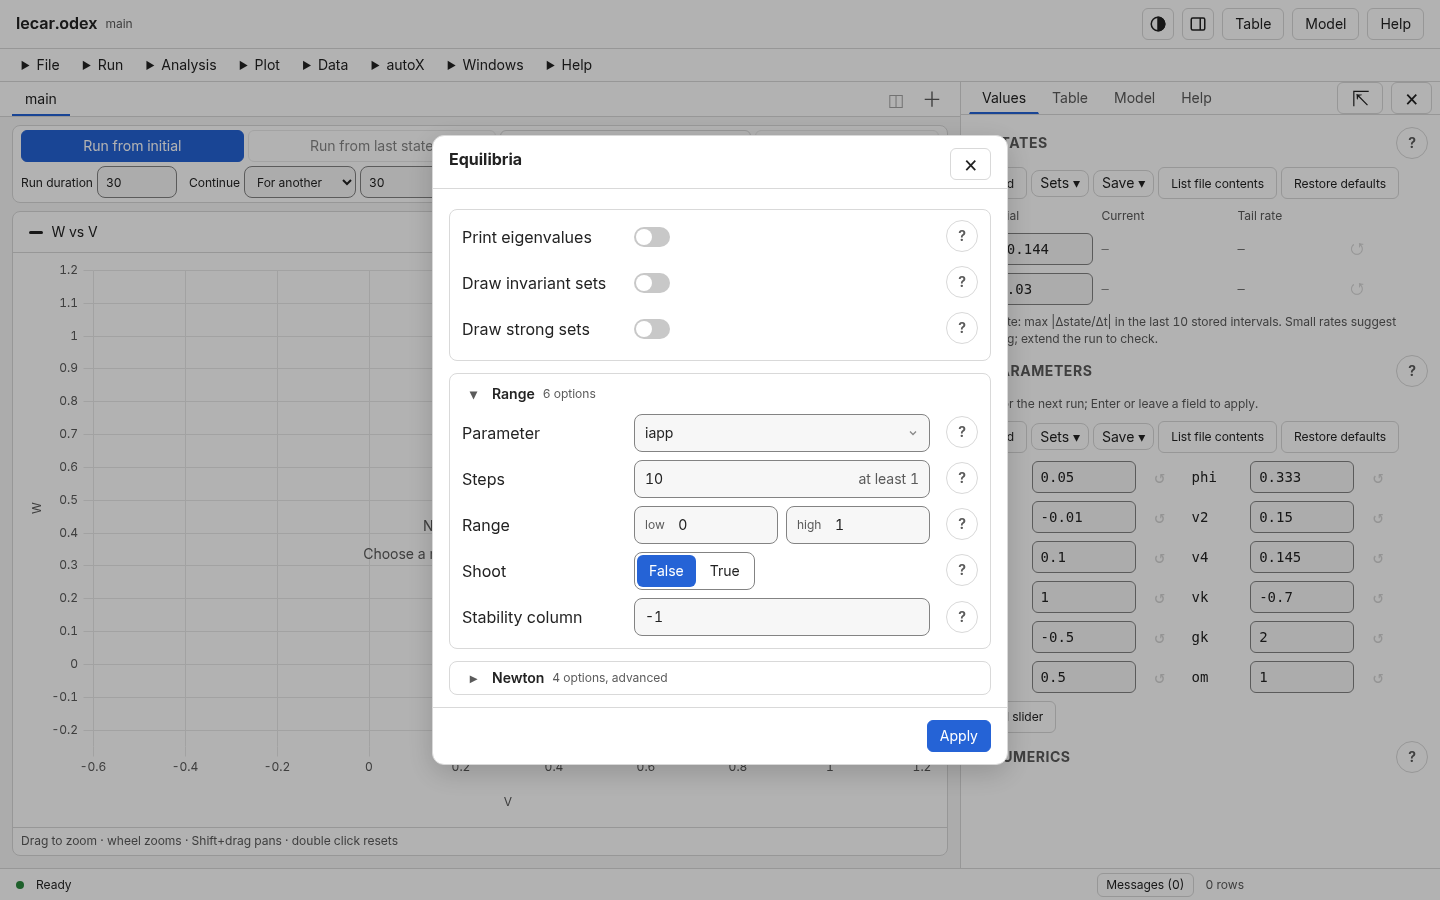 lecar.odex main
Table Model Help
▶ File ▶ Run ▶ Analysis ▶ Plot ▶ Data ▶ autoX ▶ Windows ▶ Help
main
Values Table Model Help
Run from initial Run from last state
Run duration 30 Continue For another 30
W vs V
1.2
1.1
1
0.9
0.8
0.7
0.6
0.5
0.4
0.3
0.2
0.1
0
-0.1
-0.2
W
-0.6 -0.4 -0.2 0 0.2 0.4 0.6 0.8 1 1.2
V
Choose a
Drag to zoom · wheel zooms · Shift+drag pans · double click resets
Equilibria
Print eigenvalues ?
Draw invariant sets ?
Draw strong sets ?
▼ Range 6 options
Parameter iapp ?
Steps 10 at least 1 ?
Range low 0 high 1 ?
Shoot False True ?
Stability column -1 ?
▶ Newton 4 options, advanced
Apply
TATES ?
Sets ▾ Save ▾ List file contents Restore defaults
Current Tail rate
0.144 – –
.03 – –
te: max |Δstate/Δt| in the last 10 stored intervals. Small rates suggest
g; extend the run to check.
ARAMETERS ?
r the next run; Enter or leave a field to apply.
Sets ▾ Save ▾ List file contents Restore defaults
0.05 phi 0.333
-0.01 v2 0.15
0.1 v4 0.145
1 vk -0.7
-0.5 gk 2
0.5 om 1
slider
UMERICS ?
Ready
Messages (0) 0 rows